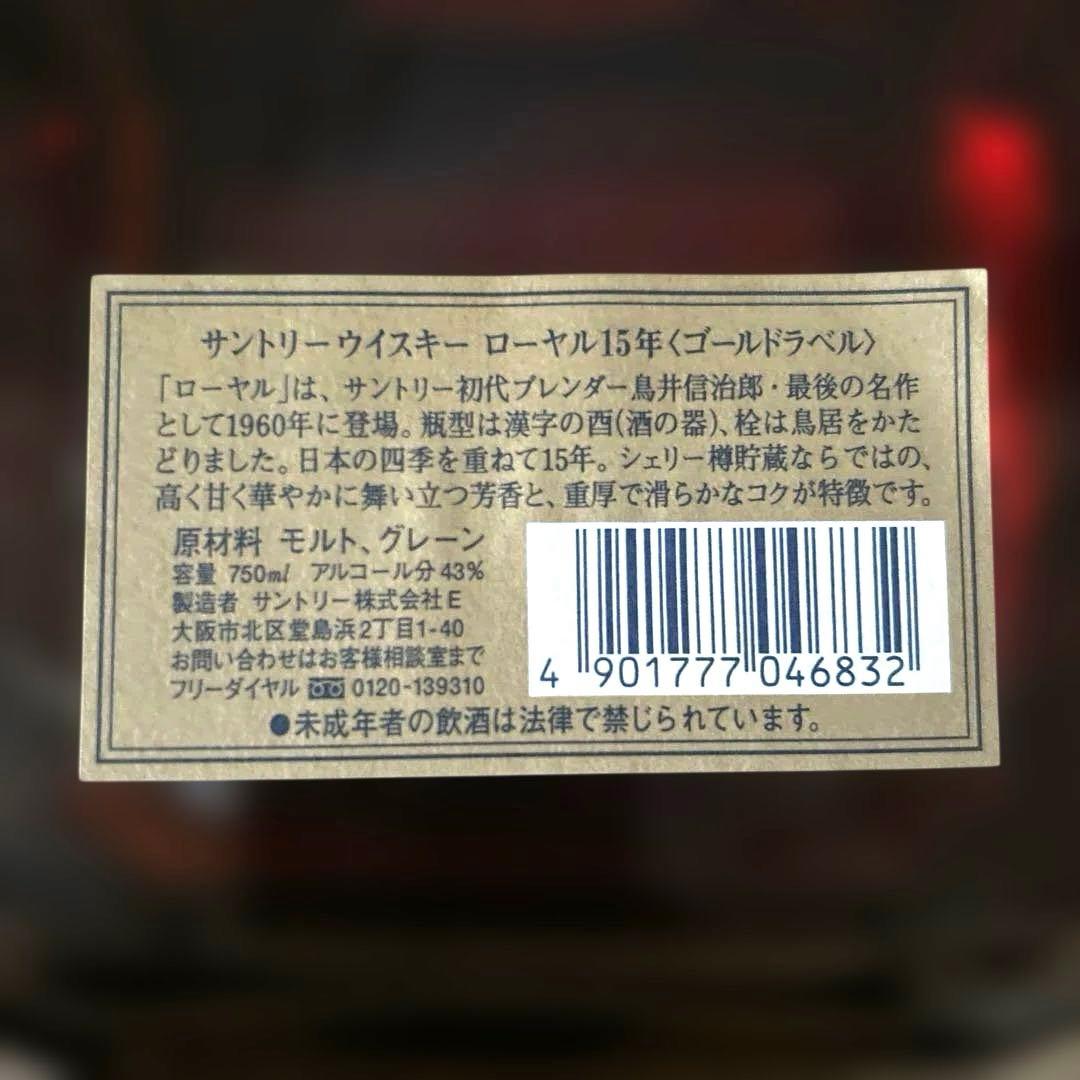 サントリーウイスキー ローヤル15年〈ゴールドラベル〉
「ローヤル」は、サントリー初代ブレンダー鳥井信治郎・最後の名作
として1960年に登場。瓶型は漢字の酉(酒の器)、栓は鳥居をかた
どりました。日本の四季を重ねて15年。シェリー樽貯蔵ならではの、
高く甘く華やかに舞い立つ芳香と、重厚で滑らかなコクが特徴です。
原材料 モルト、グレーン
容量 750ml アルコール分43%
製造者 サントリー株式会社E
大阪市北区堂島浜2丁目1-40
お問い合わせはお客様相談室まで
フリーダイヤル 0120-139310
4 901777 046832
●未成年者の飲酒は法律で禁じられています。